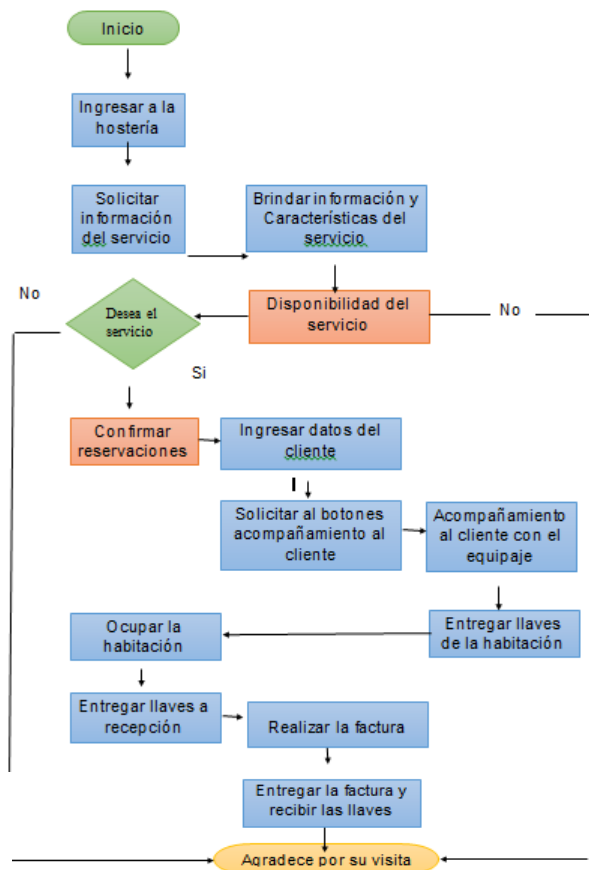 Inicio
Ingresar a la
hostería
Solicitar
información
del servicio
Brindar información y
Características del
servicio
No
Desea el
servicio
Disponibilidad del
servicio
No
Si
Confirmar
reservaciones
Ingresar datos del
cliente
Solicitar al botones
acompañamiento al
cliente
Acompañamiento
al cliente con el
equipaje
Ocupar la
habitación
Entregar llaves
de la habitación
Entregar llaves a
recepción
Realizar la factura
Entregar la factura y
recibir las llaves
Agradece por su visita